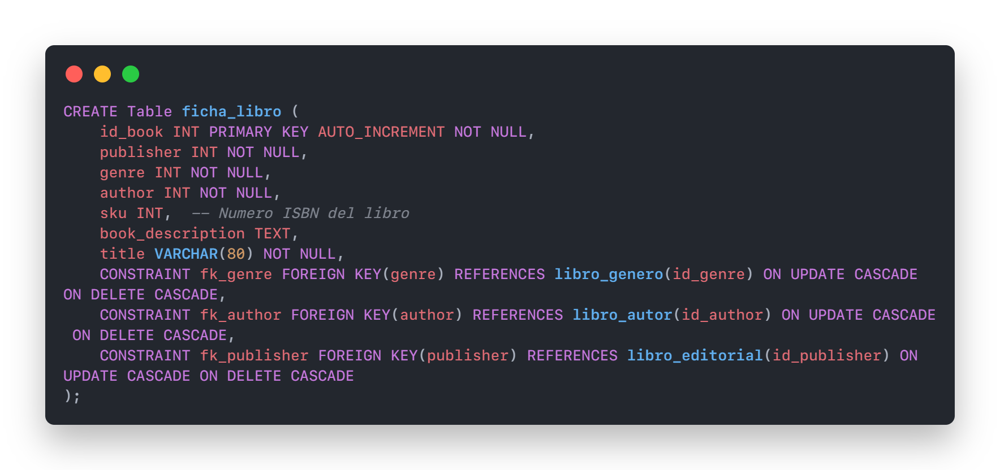 CREATE Table ficha_libro (
    id_book INT PRIMARY KEY AUTO_INCREMENT NOT NULL,
    publisher INT NOT NULL,
    genre INT NOT NULL,
    author INT NOT NULL,
    sku INT,  -- Numero ISBN del libro
    book_description TEXT,
    title VARCHAR(80) NOT NULL,
    CONSTRAINT fk_genre FOREIGN KEY(genre) REFERENCES libro_genero(id_genre) ON UPDATE CASCADE
ON DELETE CASCADE,
    CONSTRAINT fk_author FOREIGN KEY(author) REFERENCES libro_autor(id_author) ON UPDATE CASCADE
 ON DELETE CASCADE,
    CONSTRAINT fk_publisher FOREIGN KEY(publisher) REFERENCES libro_editorial(id_publisher) ON
UPDATE CASCADE ON DELETE CASCADE
);